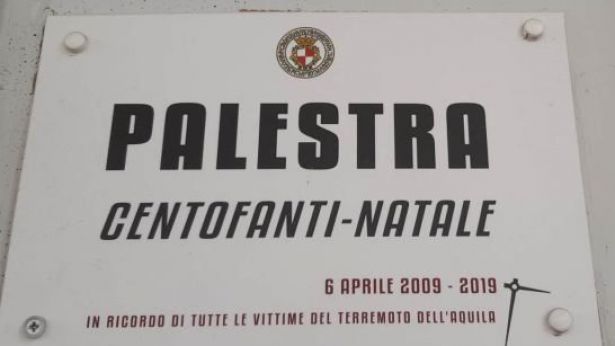 PALESTRA
CENTOFANTI-NATALE
6 APRILE 2009 - 2019
IN RICORDO DI TUTTE LE VITTIME DEL TERREMOTO DELL'AQUILA